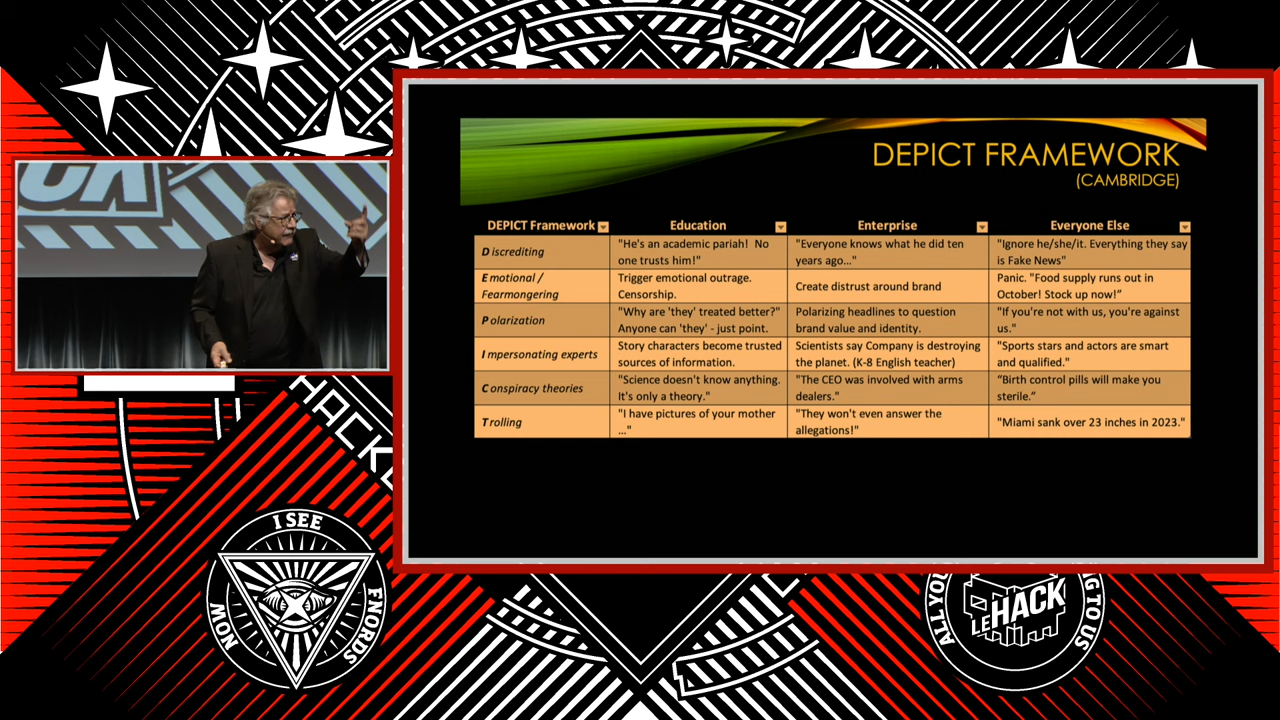 DEPICT FRAMEWORK
(CAMBRIDGE)
DEPICT Framework Education Enterprise Everyone Else
Discrediting
"He's an academic pariah! No
one trusts him!"
"Everyone knows what he did ten
years ago…"
"Ignore he/she/it. Everything they say
is Fake News"
Emotional /
Fearmongering
Trigger emotional outrage.
Censorship.
Create distrust around brand
Panic. "Food supply runs out in
October! Stock up now!"
Polarization
"Why are 'they' treated better?"
Anyone can 'they' - just point.
Polarizing headlines to question
brand value and identity.
"If you're not with us, you're against
us."
Impersonating experts
Story characters become trusted
sources of information.
Scientists say Company is destroying
the planet. (K-8 English teacher)
"Sports stars and actors are smart
and qualified."
Conspiracy theories
"Science doesn't know anything.
It's only a theory."
"The CEO was involved with arms
dealers."
"Birth control pills will make you
sterile."
Trolling
"I have pictures of your mother
…"
"They won't even answer the
allegations!"
"Miami sank over 23 inches in 2023."
HACK
I SEE
FNORDS
NOW
ALL YO
LEHACK
NG TO US